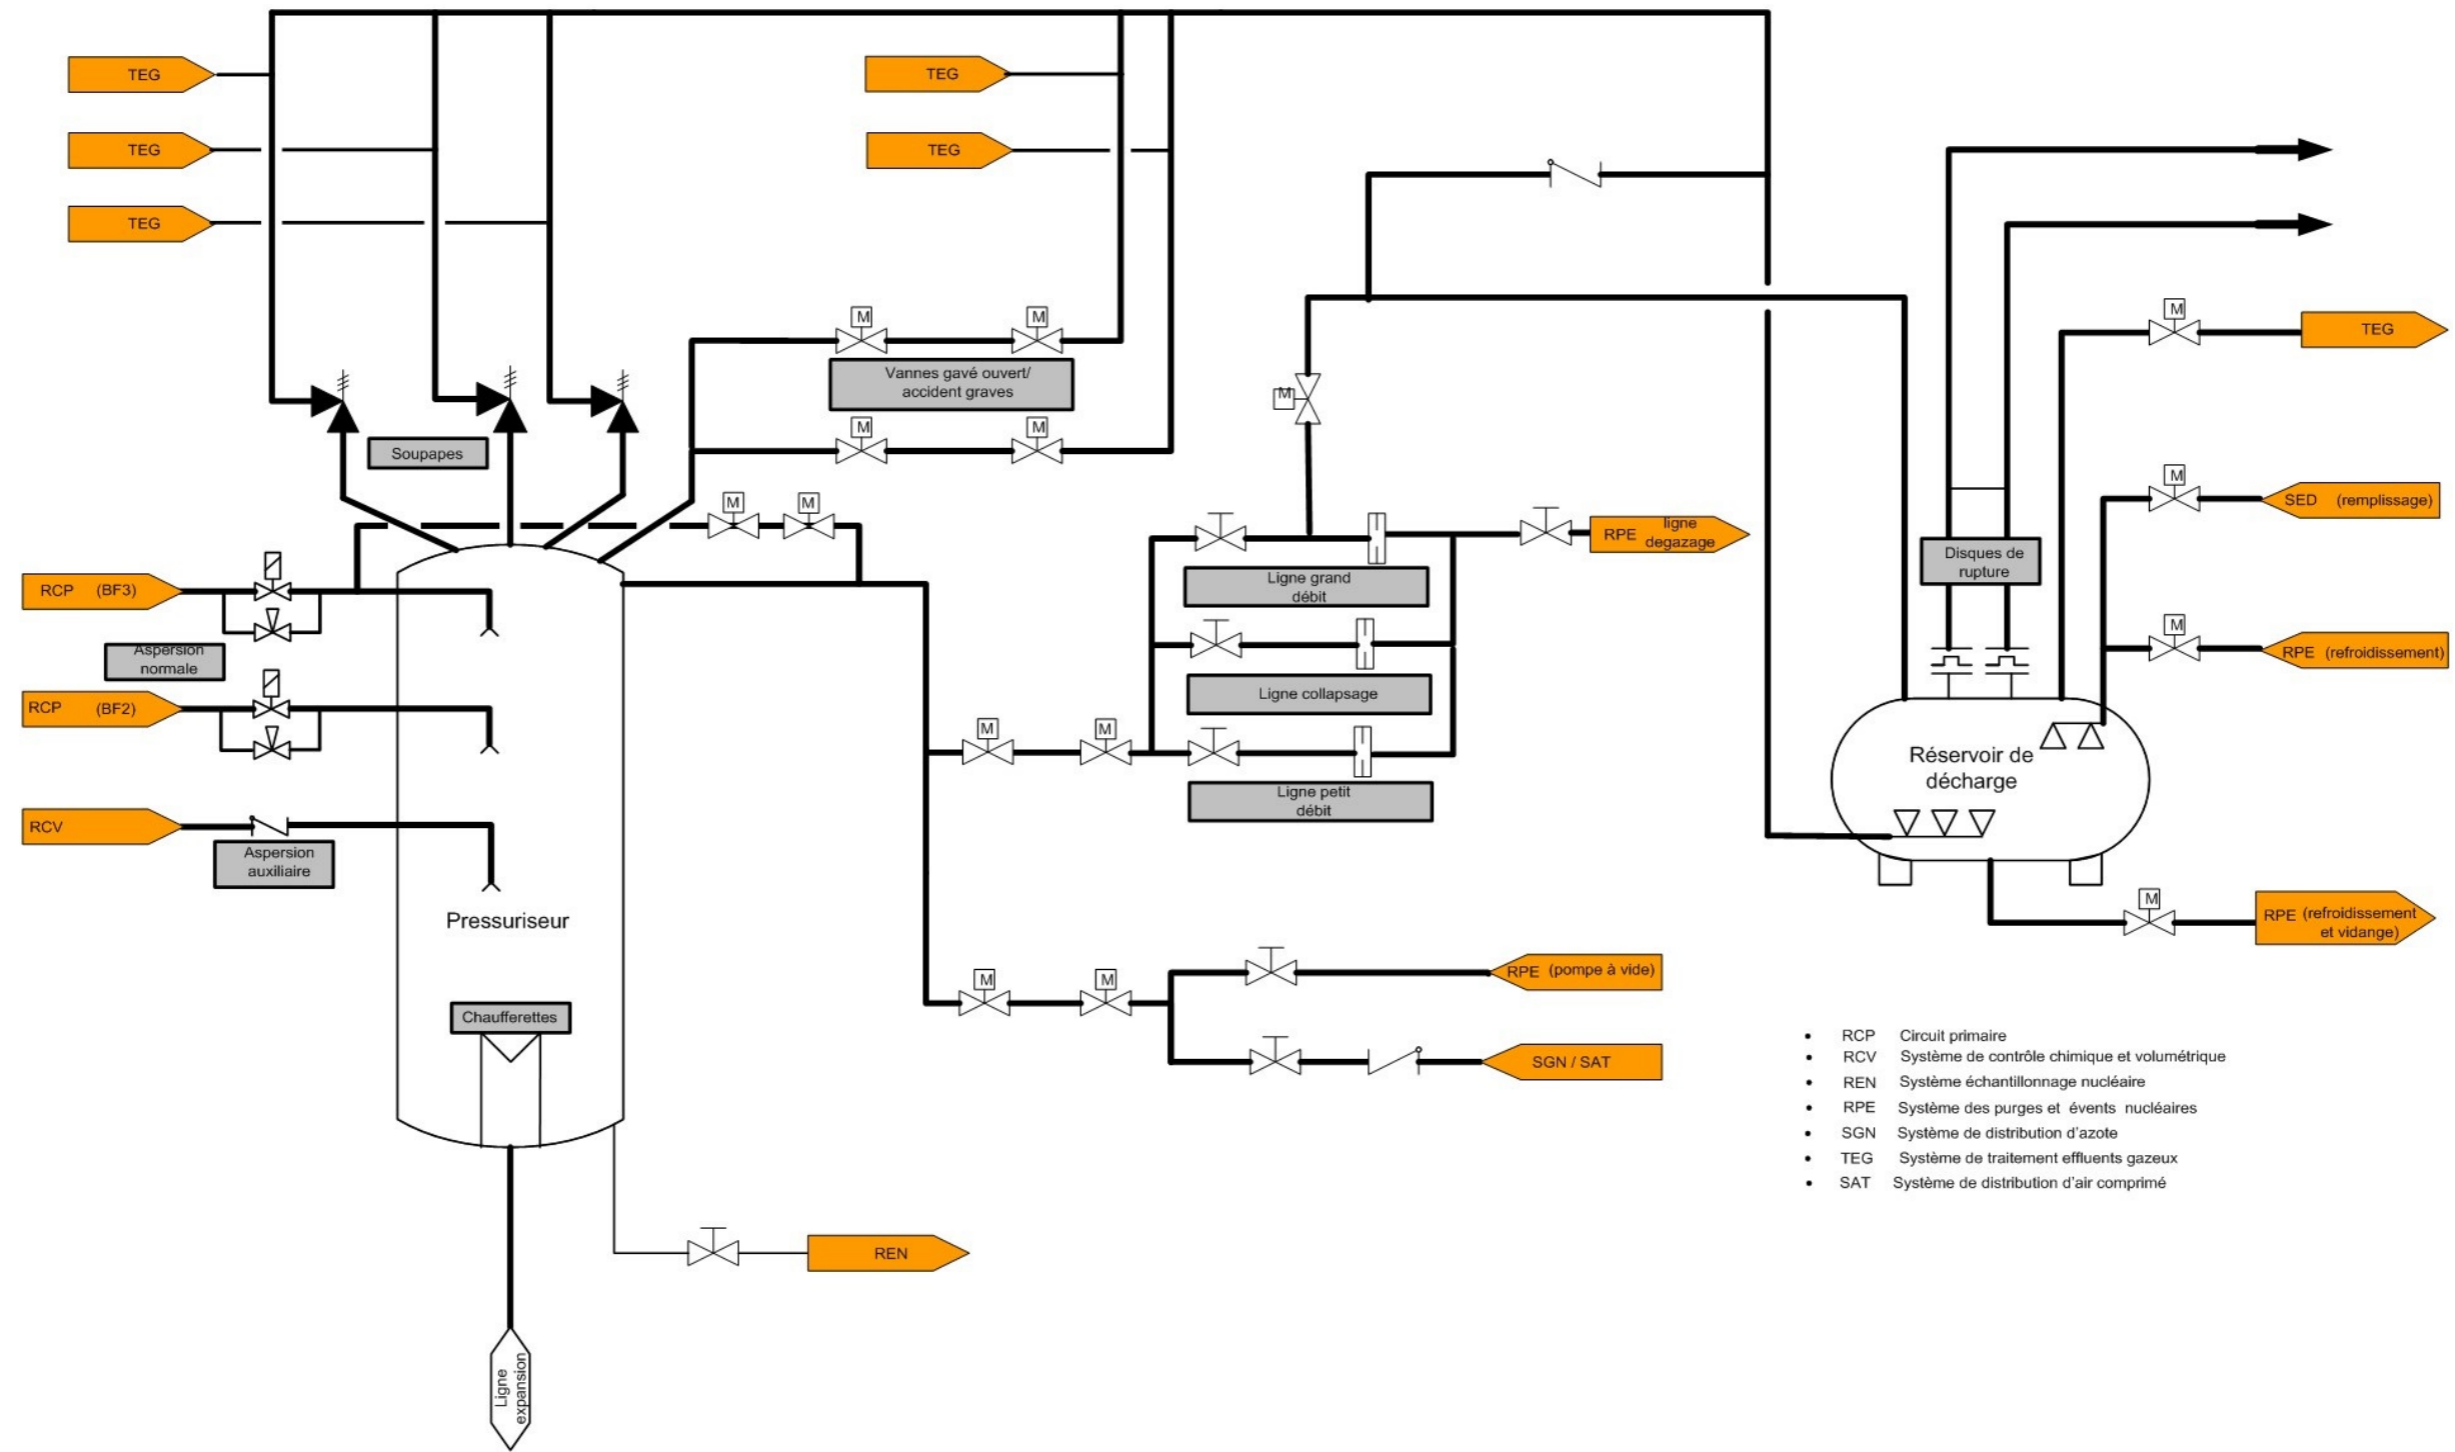 TEG
TEG
TEG
TEG
TEG
M
M
Vannes gavé ouvert/
accident graves
M
M
Soupapes
M
M
M
M
TEG
M
SED (remplissage)
RPE ligne
degazage
Disques de
rupture
Ligne grand
débit
RCP (BF3)
Aspersion
normale
M
RPE (refroidissement)
Ligne collapsage
RCP (BF2)
M
M
Réservoir de
décharge
Ligne petit
débit
RCV
Aspersion
auxiliaire
Pressuriseur
M
RPE (refroidissement
et vidange)
M
M
RPE (pompe à vide)
Chaufferettes
SGN / SAT
• RCP Circuit primaire
• RCV Système de contrôle chimique et volumétrique
• REN Système échantillonnage nucléaire
• RPE Système des purges et évents nucléaires
• SGN Système de distribution d'azote
• TEG Système de traitement effluents gazeux
• SAT Système de distribution d'air comprimé
REN
Ligne
expansion